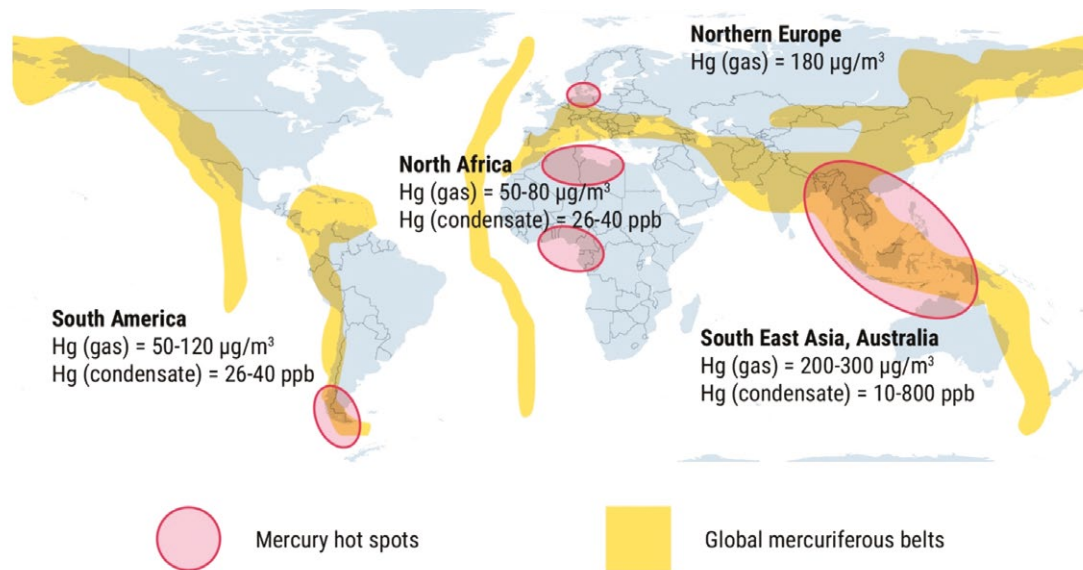 Northern Europe
Hg (gas) = 180 µg/m³
North Africa
Hg (gas) = 50-80 µg/m³
Hg (condensate) = 26-40 ppb
South America
Hg (gas) = 50-120 µg/m³
Hg (condensate) = 26-40 ppb
South East Asia, Australia
Hg (gas) = 200-300 µg/m³
Hg (condensate) = 10-800 ppb
Mercury hot spots
Global mercuriferous belts